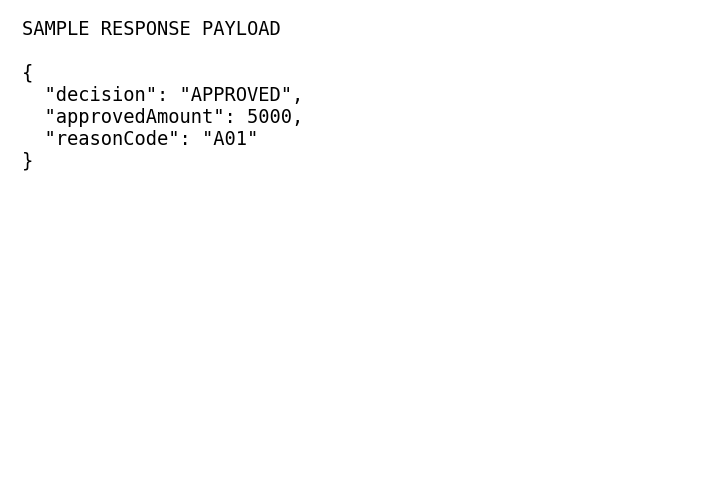 SAMPLE RESPONSE PAYLOAD

{
  "decision": "APPROVED",
  "approvedAmount": 5000,
  "reasonCode": "A01"
}